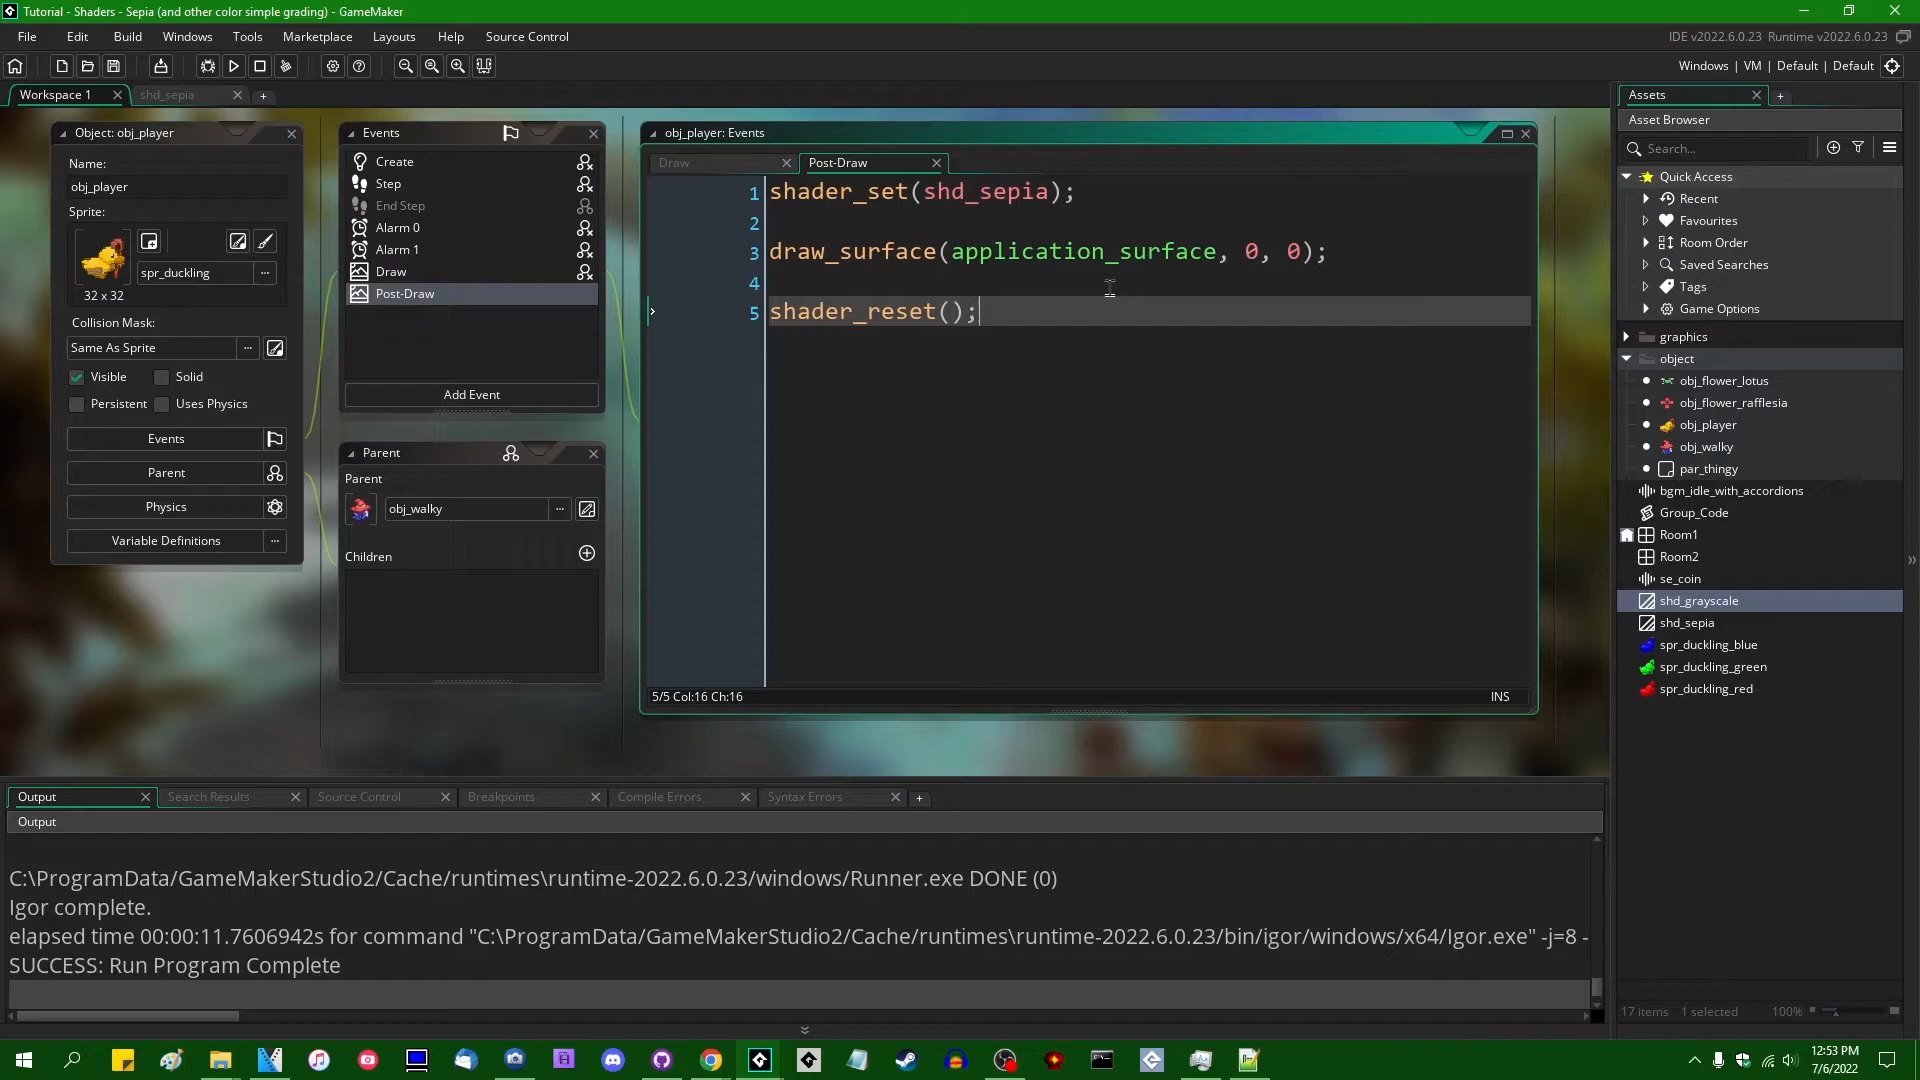 Tutorial - Shaders - Sepia (and other color simple grading) - GameMaker
File Edit Build Windows Tools Marketplace Layouts Help Source Control
IDE v2022.6.0.23 Runtime v2022.6.0.23
Windows | VM | Default | Default
Workspace 1
shd_sepia
Object: obj_player
Name:
obj_player
Sprite:
spr_duckling
32 x 32
Collision Mask:
Same As Sprite
Visible
Solid
Persistent
Uses Physics
Events
Parent
Physics
Variable Definitions
Events
Create
Step
End Step
Alarm 0
Alarm 1
Draw
Post-Draw
Add Event
Parent
Parent
obj_walky
Children
obj_player: Events
Draw
Post-Draw
1 shader_set(shd_sepia);
2
3 draw_surface(application_surface, 0, 0);
4
5 shader_reset();
5/5 Col:16 Ch:16
INS
Assets
Asset Browser
Search...
Quick Access
Recent
Favourites
Room Order
Saved Searches
Tags
Game Options
graphics
object
obj_flower_lotus
obj_flower_rafflesia
obj_player
obj_walky
par_thingy
bgm_idle_with_accordions
Group_Code
Room1
Room2
se_coin
shd_grayscale
shd_sepia
spr_duckling_blue
spr_duckling_green
spr_duckling_red
17 items 1 selected 100%
Output
Search Results
Source Control
Breakpoints
Compile Errors
Syntax Errors
Output
C:\ProgramData/GameMakerStudio2/Cache/runtimes\runtime-2022.6.0.23/windows/Runner.exe DONE (0)
Igor complete.
elapsed time 00:00:11.7606942s for command "C:\ProgramData/GameMakerStudio2/Cache/runtimes\runtime-2022.6.0.23/bin/igor/windows/x64/Igor.exe" -j=8 -
SUCCESS: Run Program Complete
12:53 PM
7/6/2022